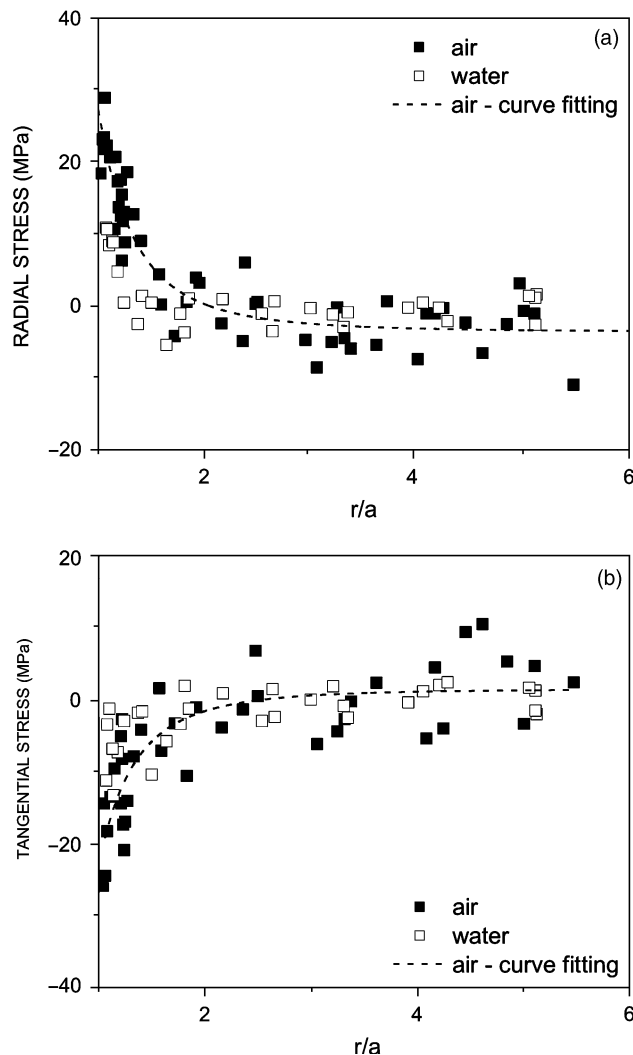 40
(a)
air
water
air - curve fitting
20
0
−20
RADIAL STRESS (MPa)
2
4
6
r/a
20
(b)
0
−20
−40
TANGENTIAL STRESS (MPa)
air
water
air - curve fitting
2
4
6
r/a